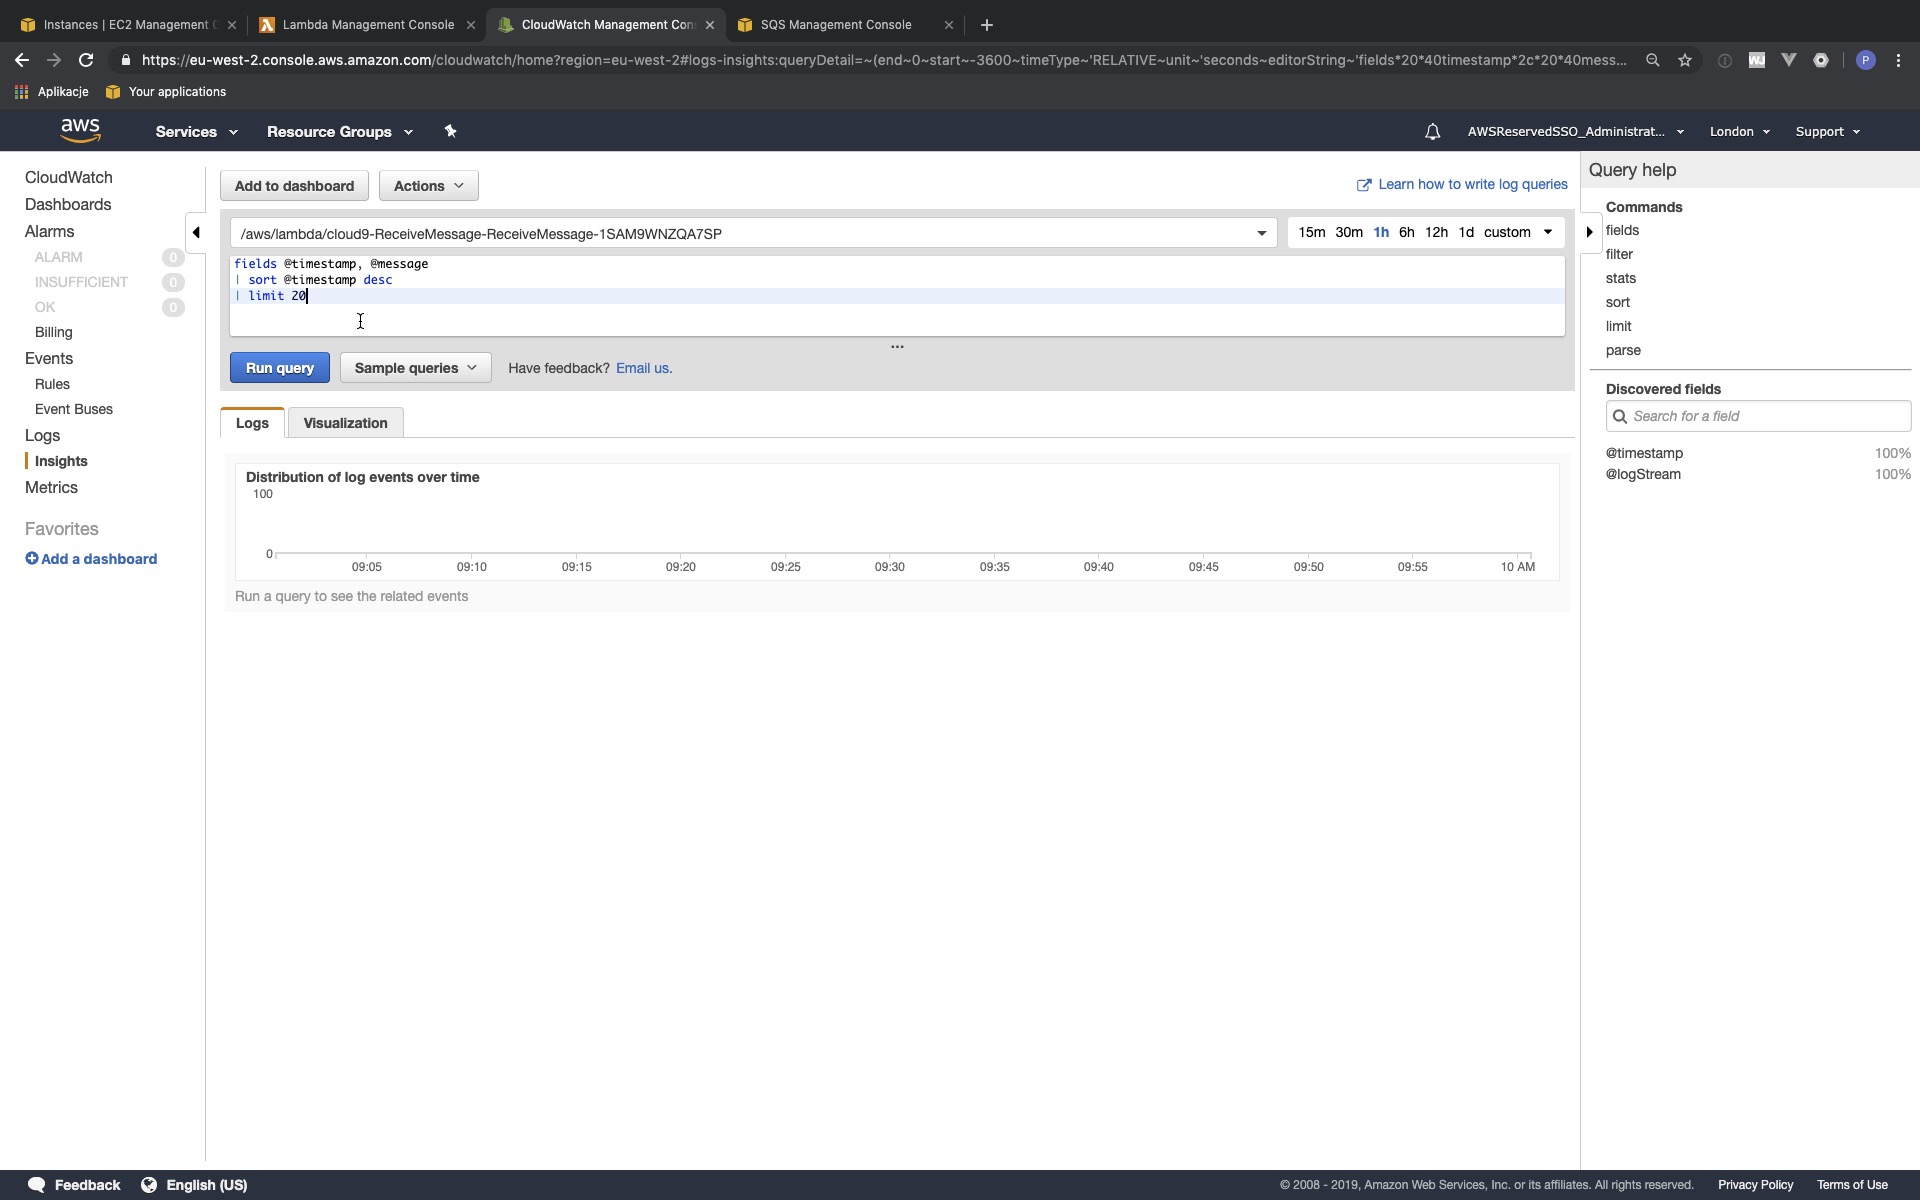 Instances | EC2 Management C
Lambda Management Console
CloudWatch Management Con
SQS Management Console
https://eu-west-2.console.aws.amazon.com/cloudwatch/home?region=eu-west-2#logs-insights:queryDetail=~(end~0~start~-3600~timeType~'RELATIVE~unit~'seconds~editorString~'fields*20*40timestamp*2c*20*40mess...
WJ
P
Aplikacje
Your applications
aws
Services
Resource Groups
AWSReservedSSO_Administrat...
London
Support
CloudWatch
Dashboards
Alarms
ALARM 0
INSUFFICIENT 0
OK 0
Billing
Events
Rules
Event Buses
Logs
Insights
Metrics
Favorites
Add a dashboard
Add to dashboard
Actions
Learn how to write log queries
/aws/lambda/cloud9-ReceiveMessage-ReceiveMessage-1SAM9WNZQA7SP
15m 30m 1h 6h 12h 1d custom
fields @timestamp, @message
| sort @timestamp desc
| limit 20
...
Run query
Sample queries
Have feedback? Email us.
Logs
Visualization
Distribution of log events over time
100
0
09:05 09:10 09:15 09:20 09:25 09:30 09:35 09:40 09:45 09:50 09:55 10 AM
Run a query to see the related events
Query help
Commands
fields
filter
stats
sort
limit
parse
Discovered fields
Search for a field
@timestamp 100%
@logStream 100%
Feedback
English (US)
© 2008 - 2019, Amazon Web Services, Inc. or its affiliates. All rights reserved.
Privacy Policy
Terms of Use